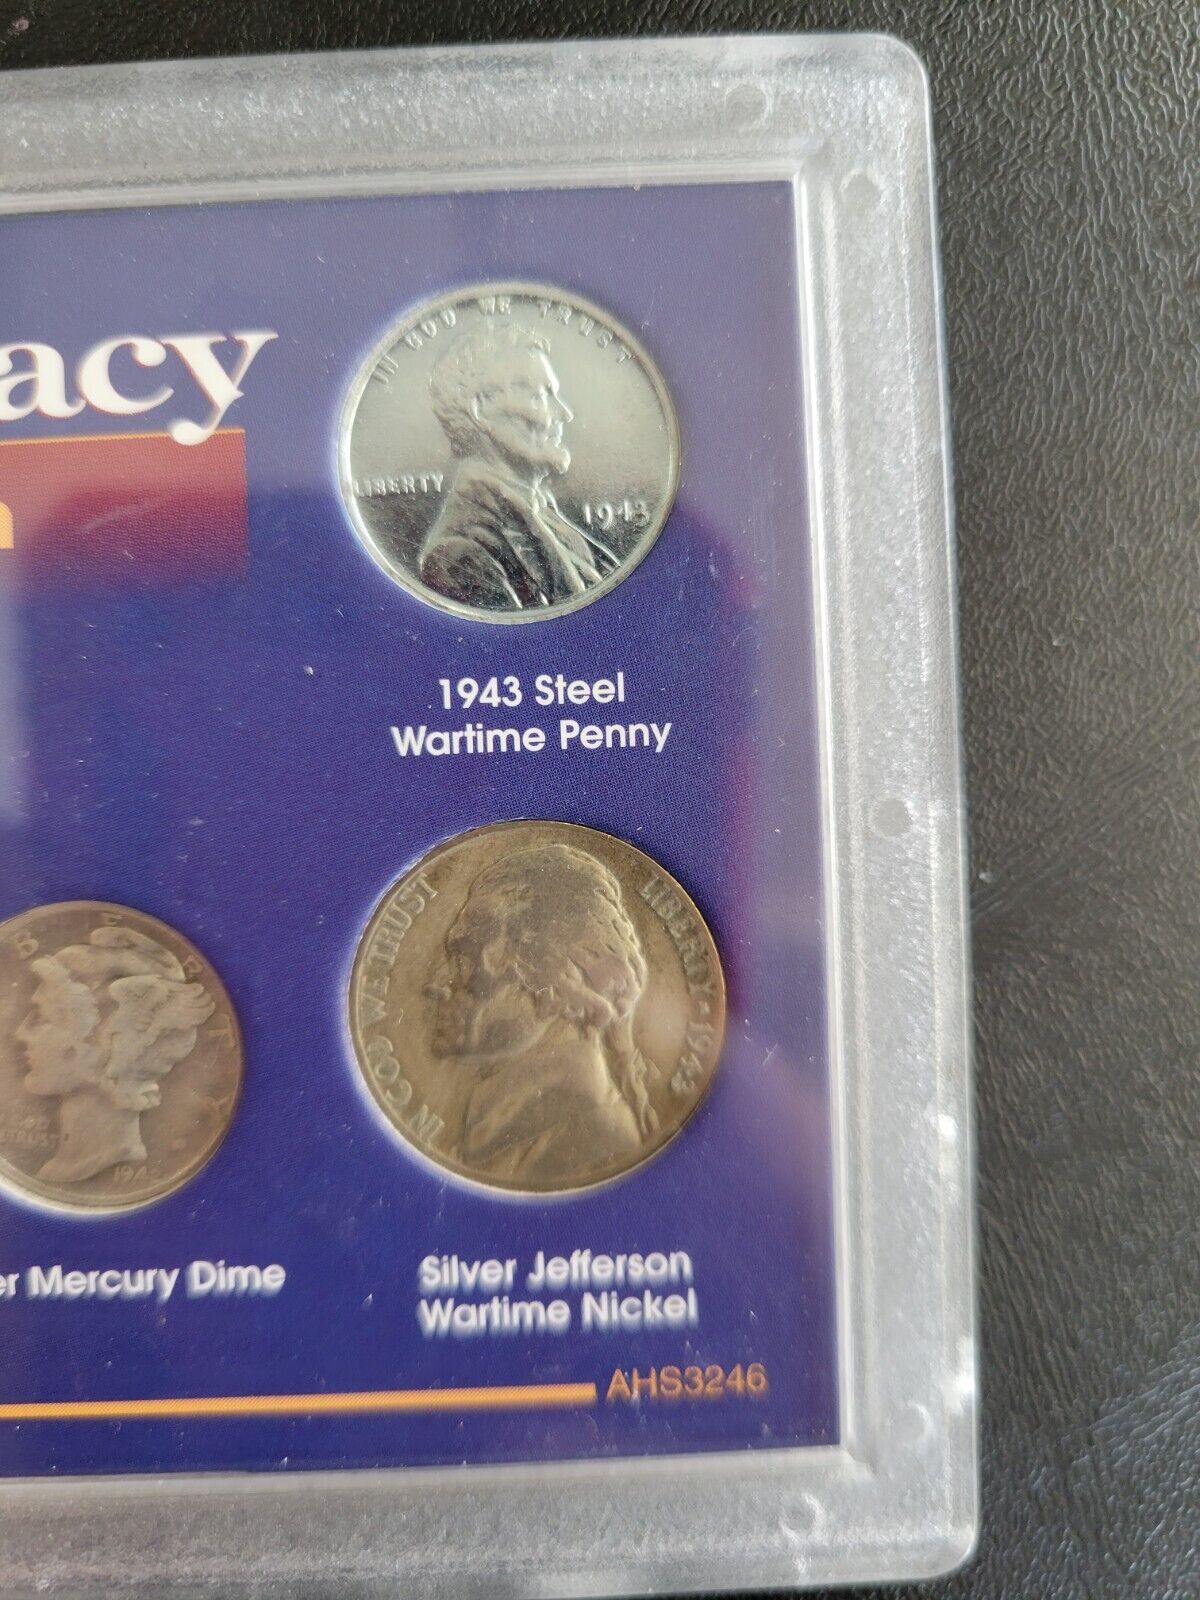 acy
IN GOD WE TRUST
LIBERTY
1943
1943 Steel
Wartime Penny
IN GOD WE TRUST
LIBERTY ★ 1943
TRUST
er Mercury Dime
Silver Jefferson
Wartime Nickel
AHS3246